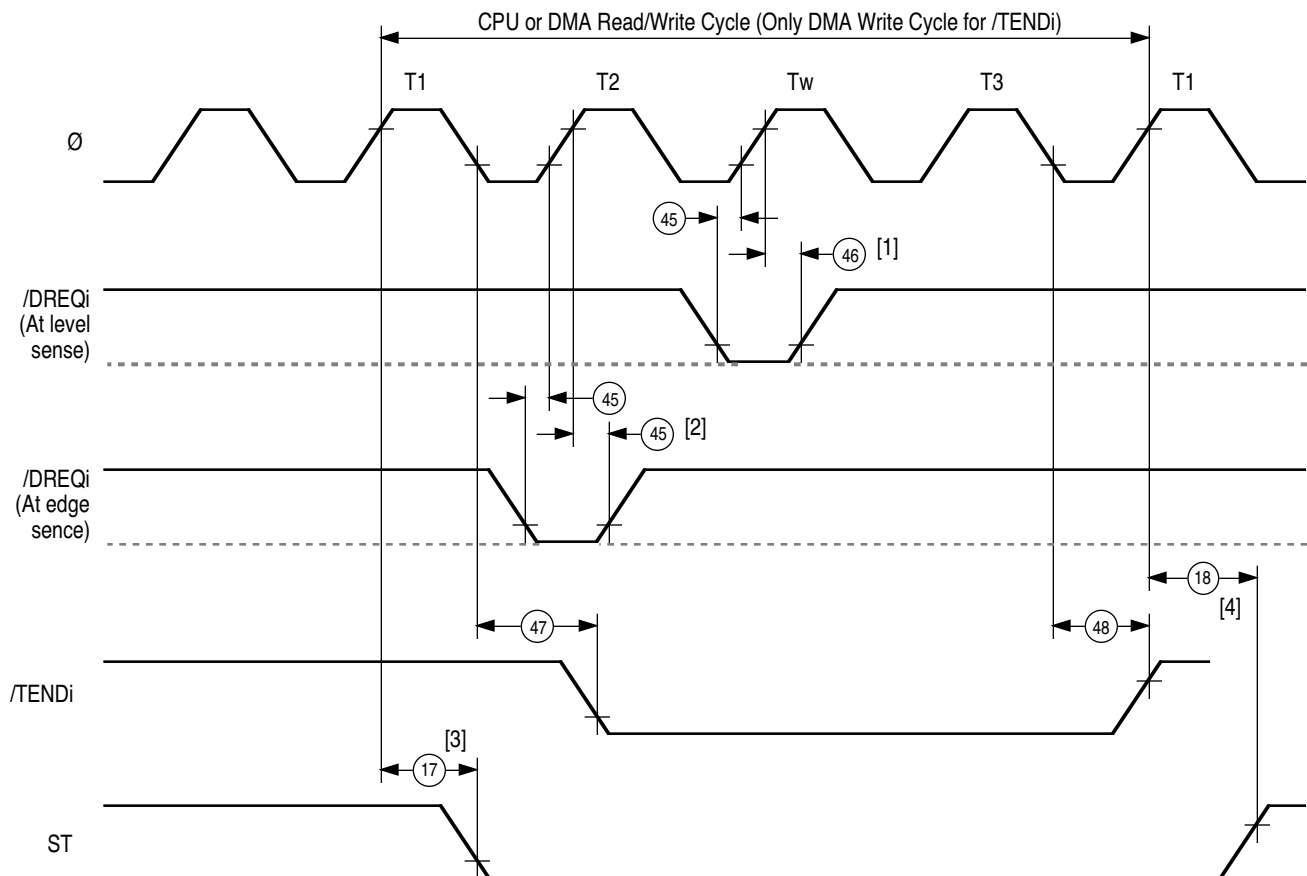 CPU or DMA Read/Write Cycle (Only DMA Write Cycle for /TENDi)
T1 T2 Tw T3 T1
Ø
45
46 [1]
/DREQi
(At level
sense)
45
45 [2]
/DREQi
(At edge
sence)
18
[4]
47
48
/TENDi
[3]
17
ST